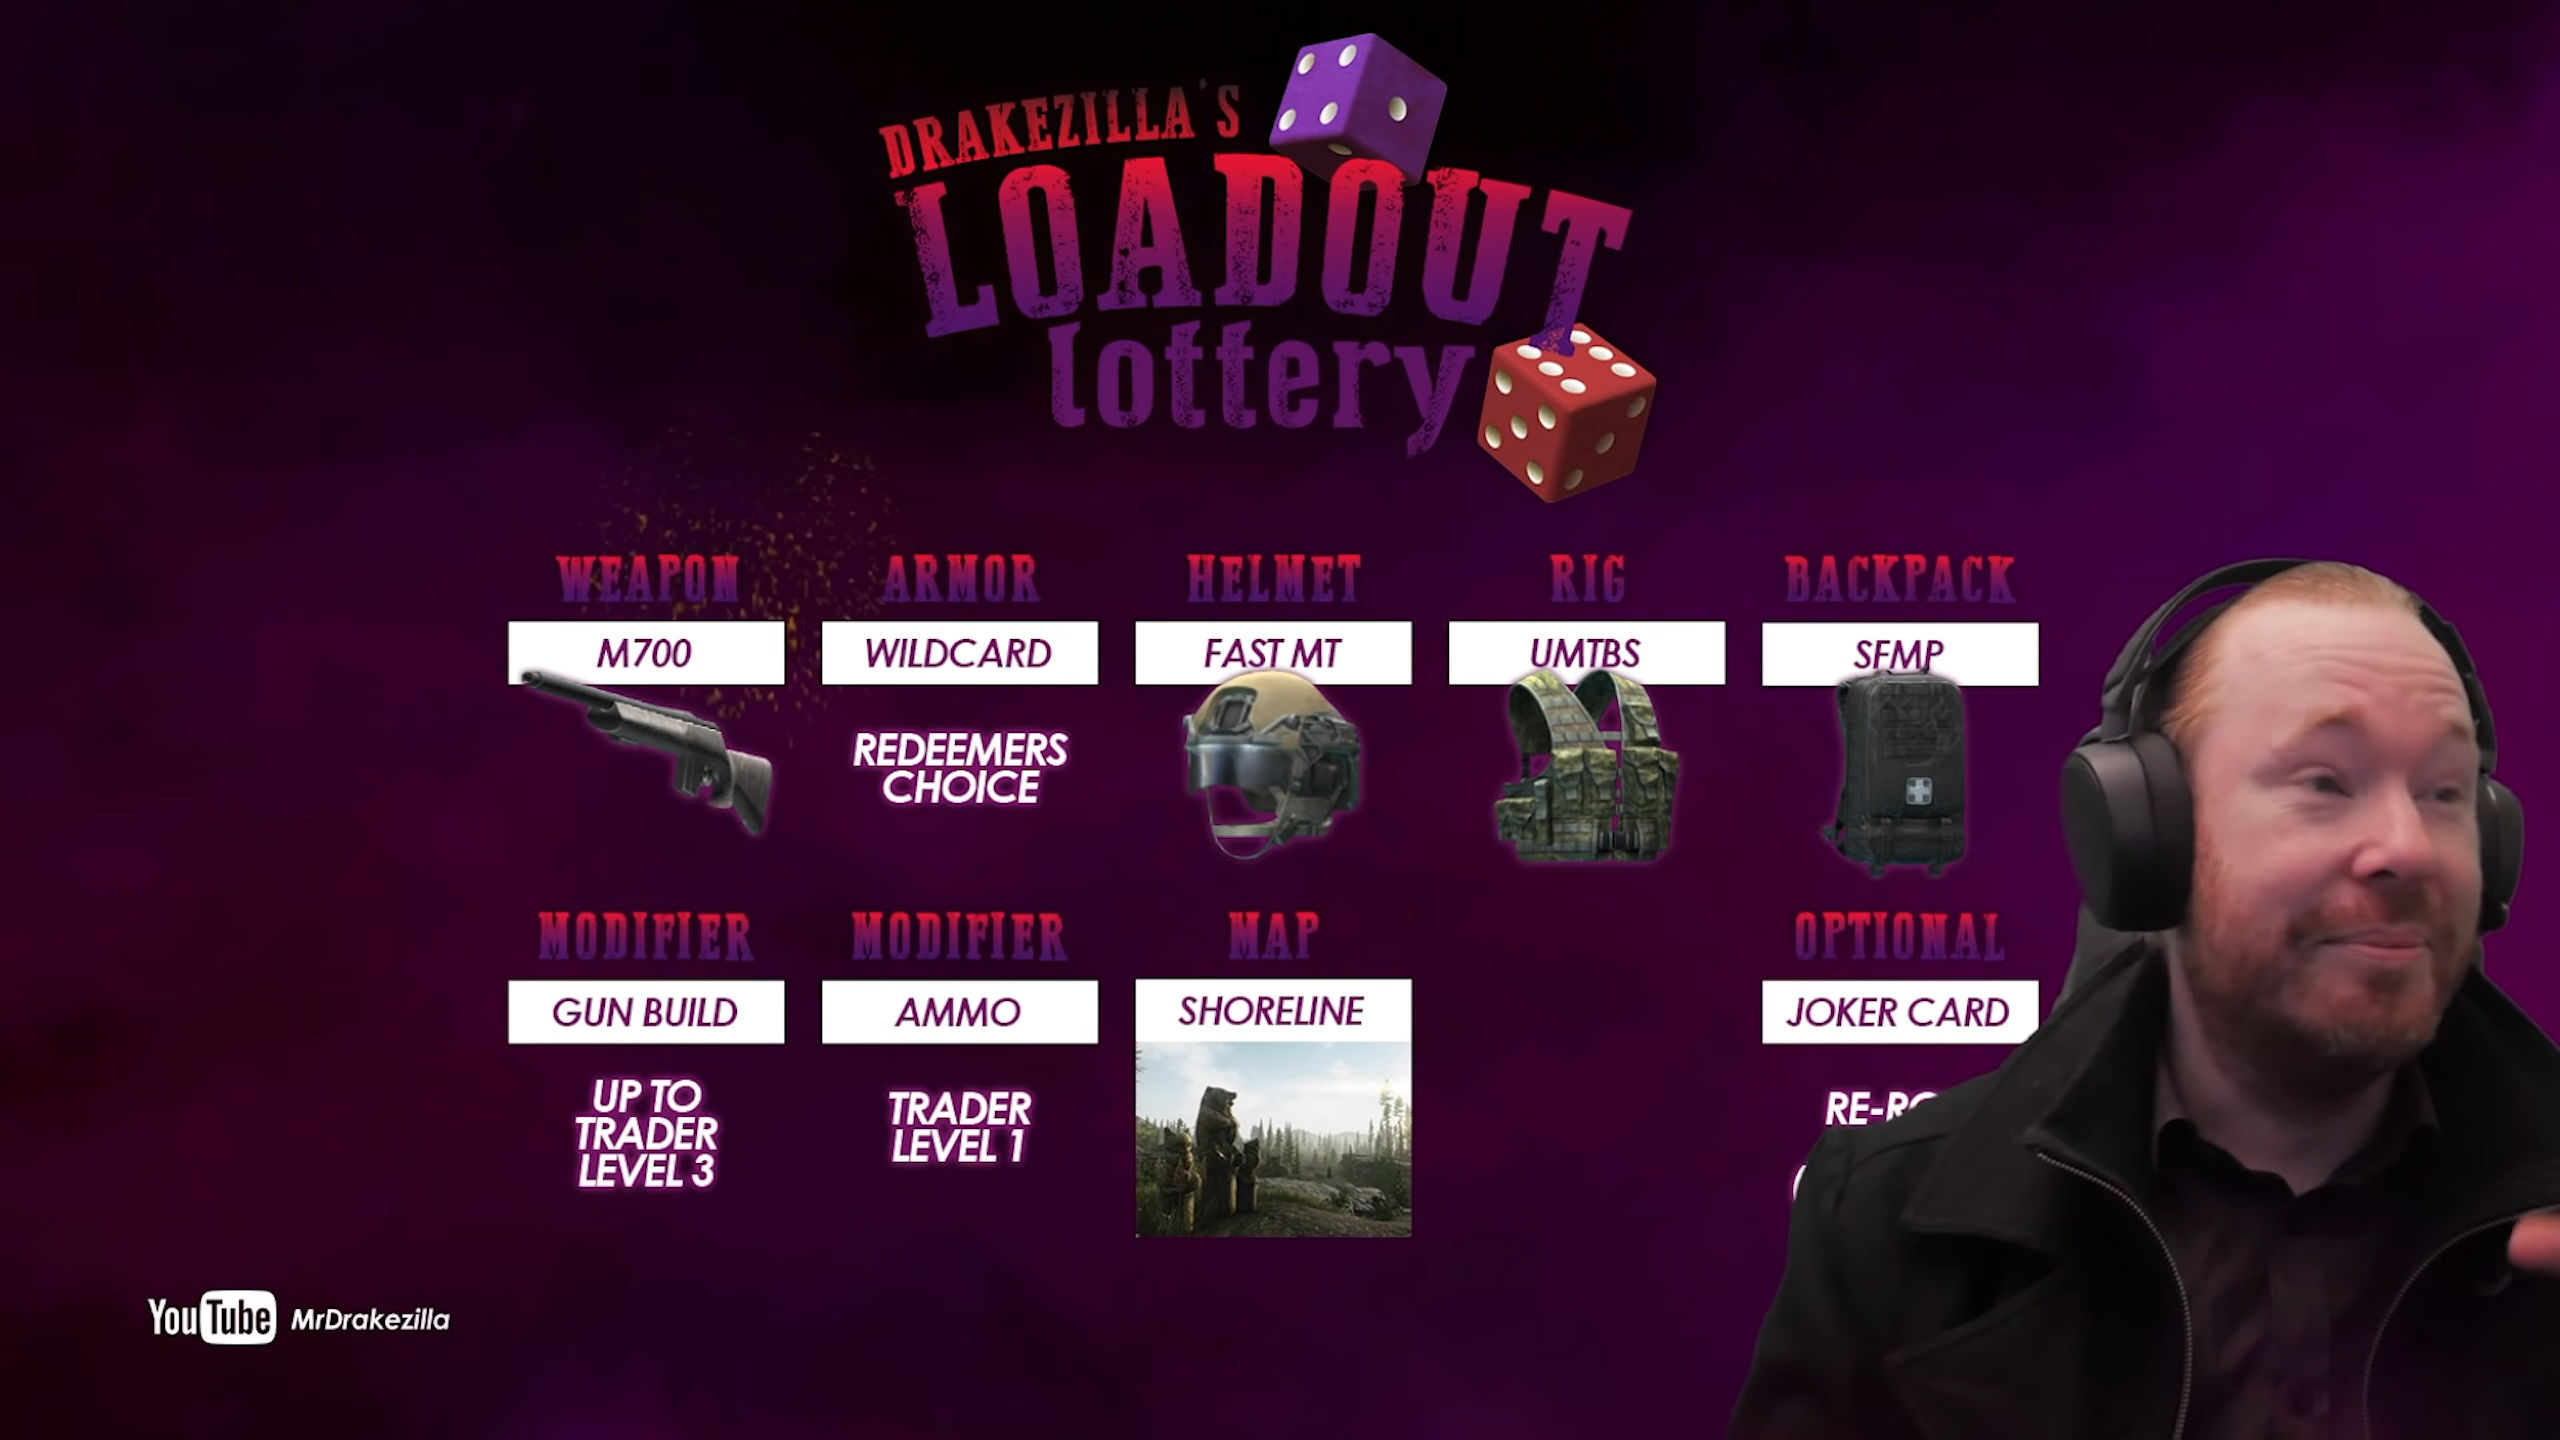 DRAKEZILLA'S
LOADOUT
lottery
WEAPON
M700
ARMOR
WILDCARD
REDEEMERS
CHOICE
HELMET
FAST MT
RIG
UMTBS
BACKPACK
SFMP
MODIFIER
GUN BUILD
UP TO
TRADER
LEVEL 3
MODIFIER
AMMO
TRADER
LEVEL 1
MAP
SHORELINE
OPTIONAL
JOKER CARD
YouTube MrDrakezilla